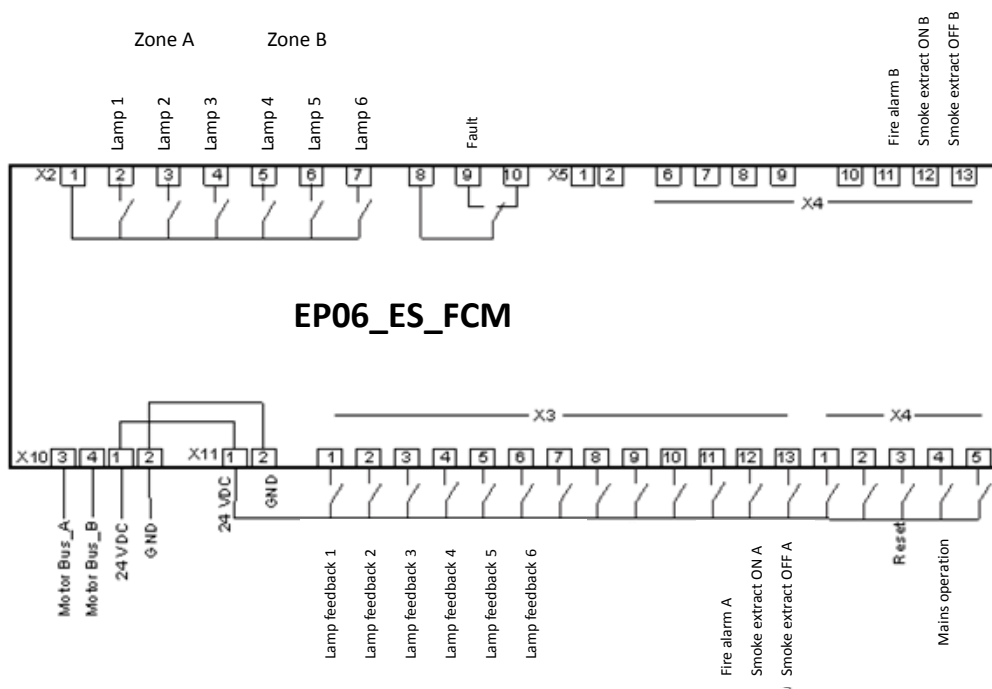 Zone A
Zone B
Lamp 1
Lamp 2
Lamp 3
Lamp 4
Lamp 5
Lamp 6
Fault
Fire alarm B
Smoke extract ON B
Smoke extract OFF B
X2 1 2 3 4 5 6 7 8 9 10 X5 1 2 6 7 8 9 10 11 12 13
X4
EP06_ES_FCM
X3
X4
X10 3 4 1 2 X11 1 2 1 2 3 4 5 6 7 8 9 10 11 12 13 1 2 3 4 5
Motor Bus_A
Motor Bus_B
24 VDC
GND
24 VDC
GND
Lamp feedback 1
Lamp feedback 2
Lamp feedback 3
Lamp feedback 4
Lamp feedback 5
Lamp feedback 6
Fire alarm A
Smoke extract ON A
Smoke extract OFF A
Reset
Mains operation